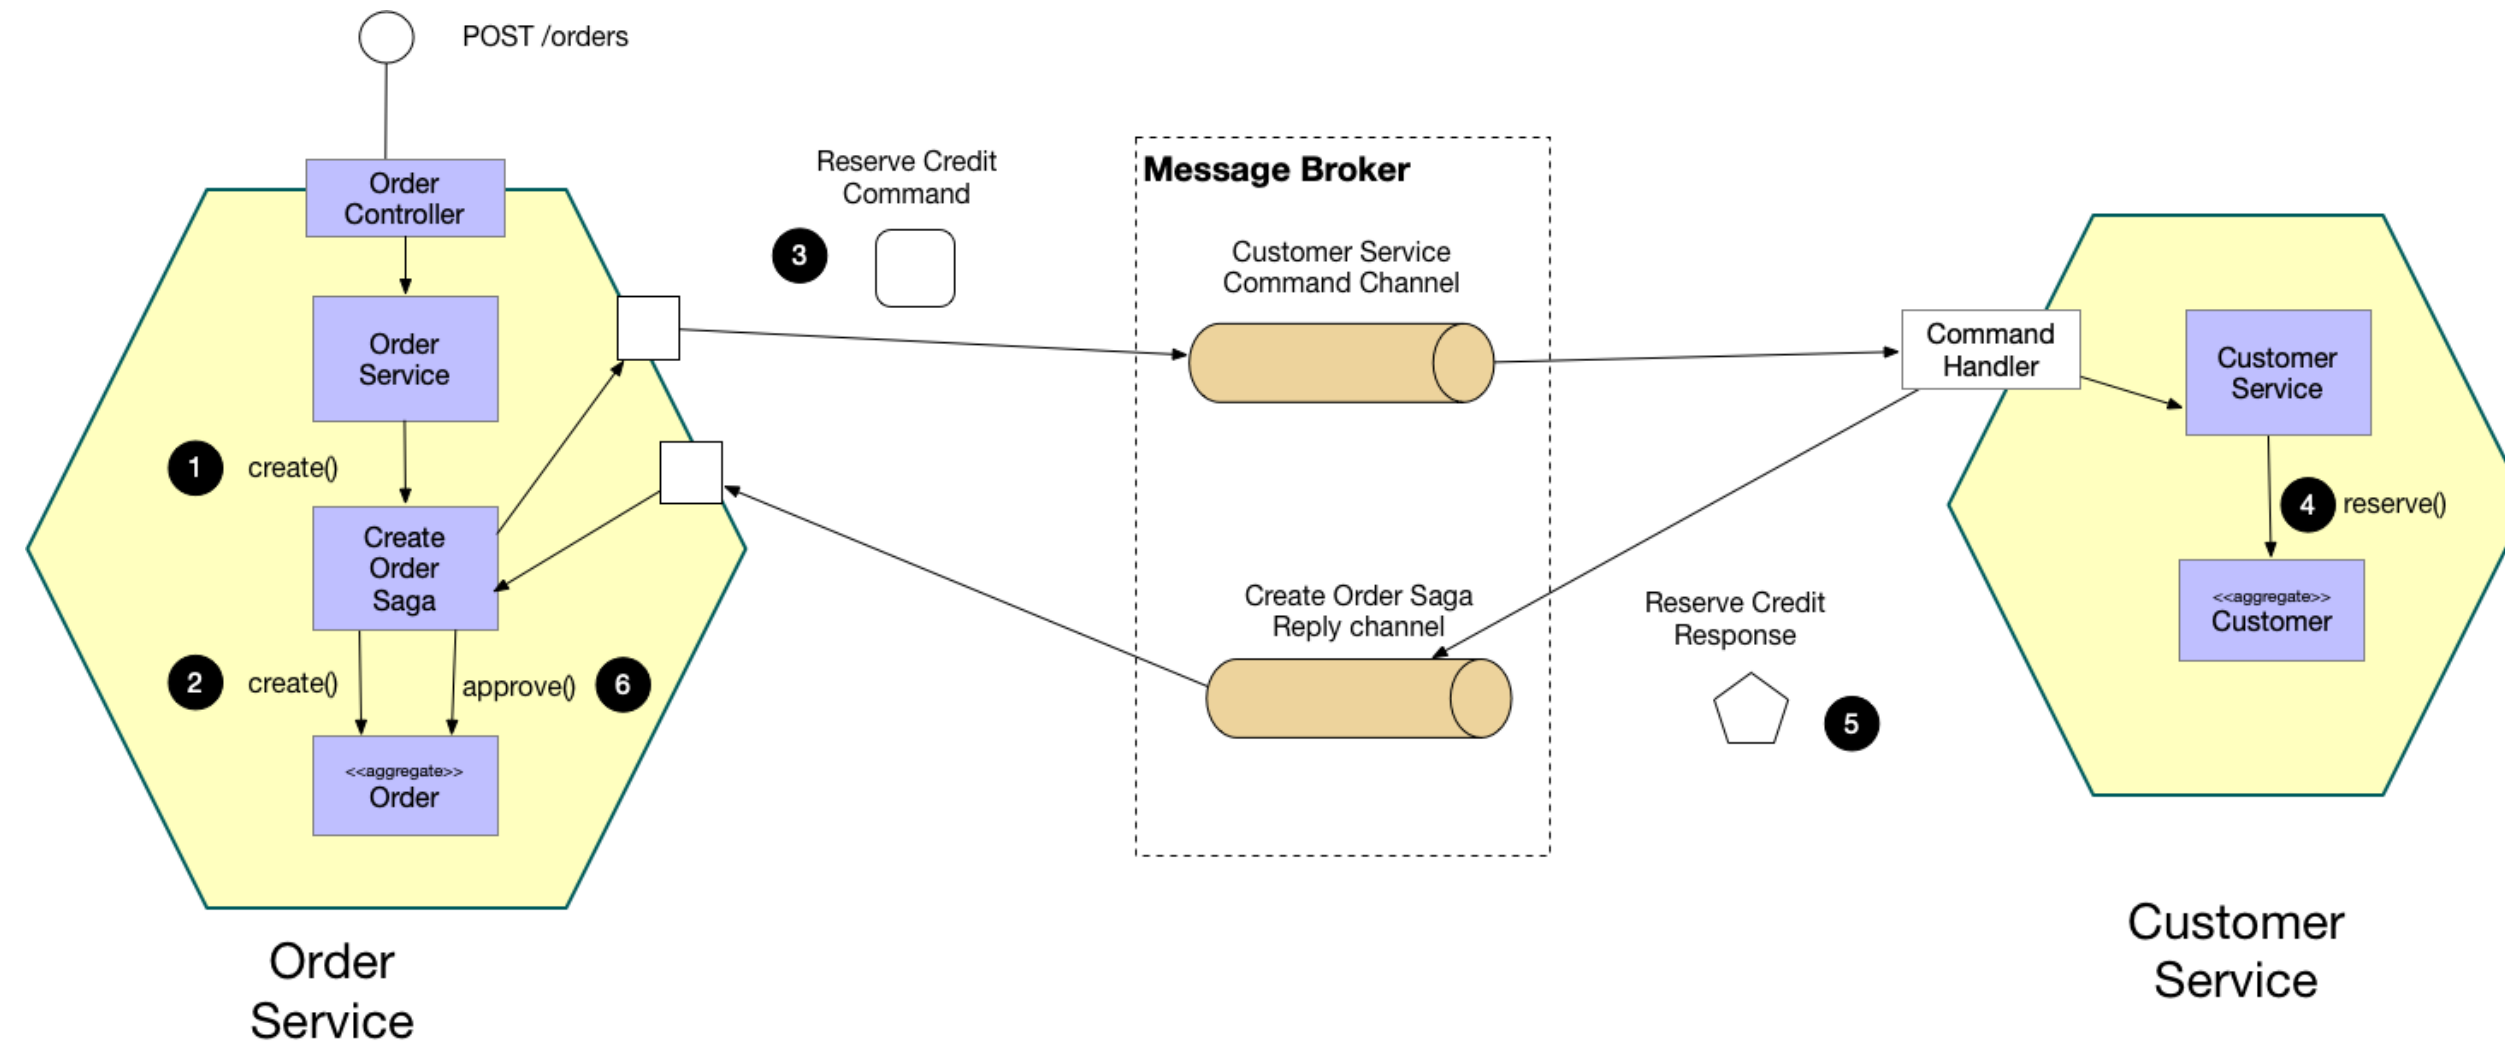 POST /orders
Order
Controller
Order
Service
1
create()
Create
Order
Saga
2
create()
approve()
6
<<aggregate>>
Order
Order
Service
Reserve Credit
Command
3
Message Broker
Customer Service
Command Channel
Create Order Saga
Reply channel
Reserve Credit
Response
5
Command
Handler
Customer
Service
4
reserve()
<<aggregate>>
Customer
Customer
Service